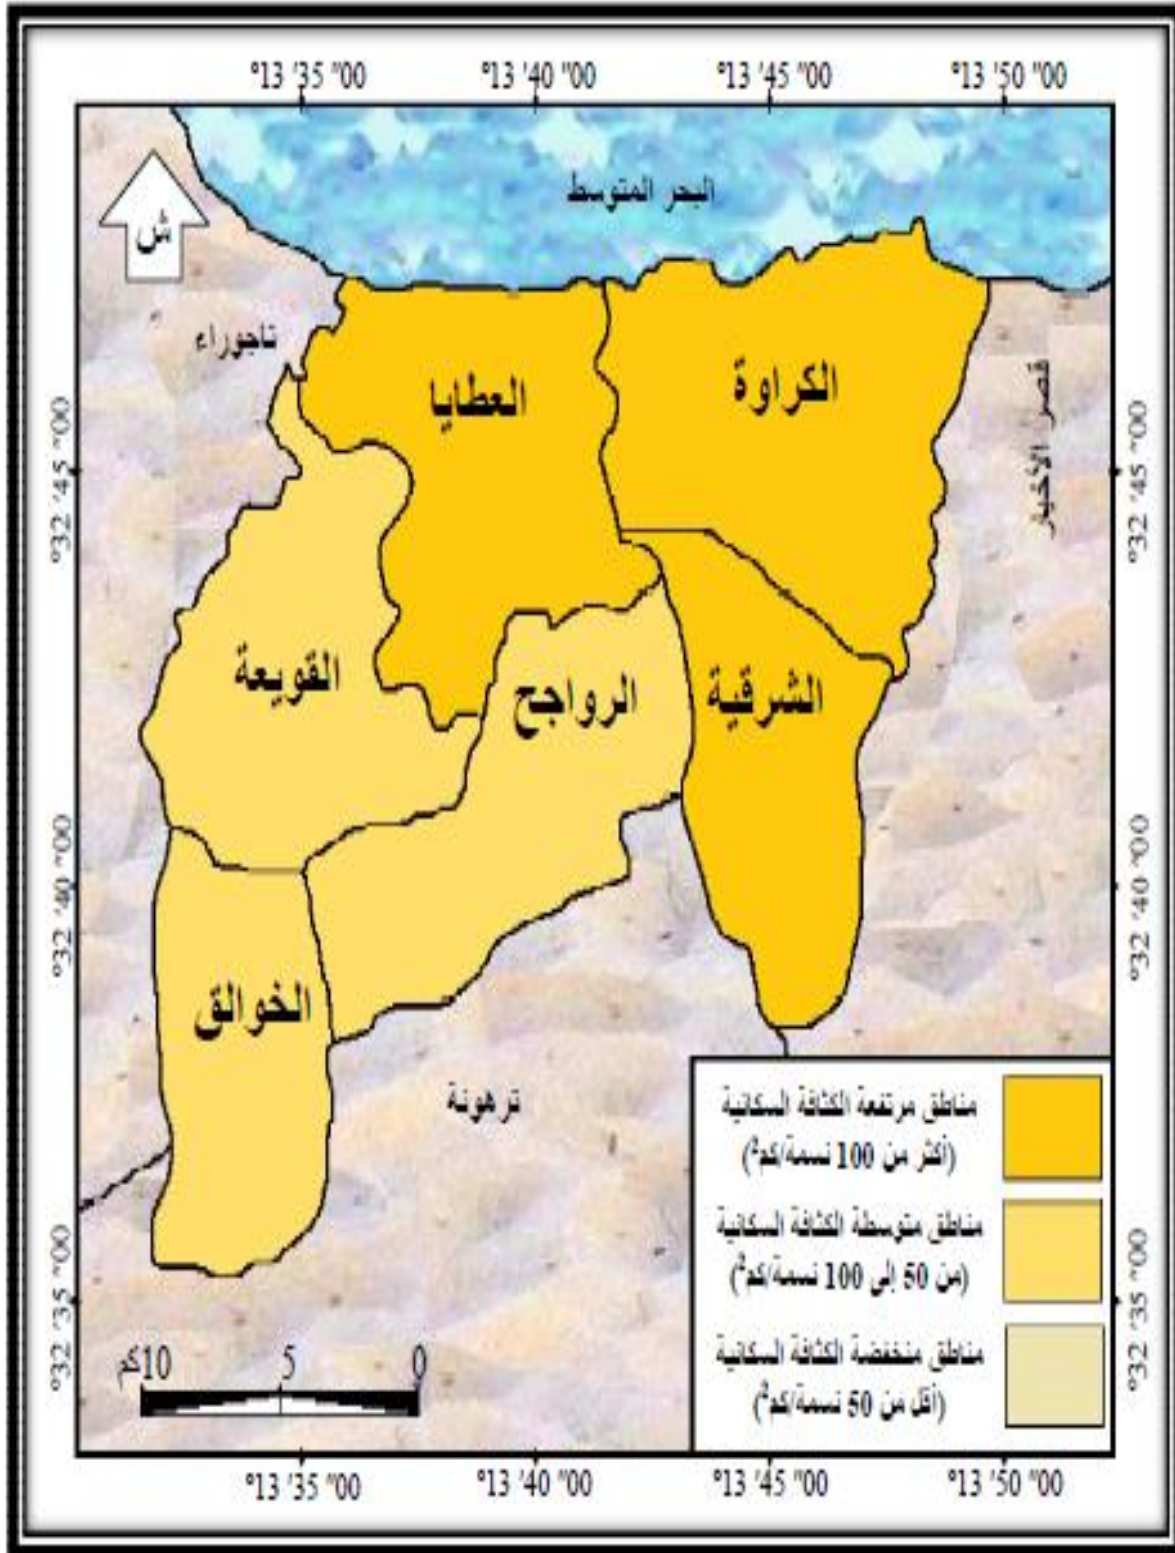 °13 '35 "00
°13 '40 "00
°13 '45 "00
°13 '50 "00
البحر المتوسط
ش
تاجوراء
العطايا
الكراوة
قصر الأخيار
°32 '45 "00
°32 '45 "00
القويعة
الرواجح
الشرقية
°32 '40 "00
°32 '40 "00
الخوالق
ترهونة
مناطق مرتفعة الكثافة السكانية
(أكثر من 100 نسمة/كم²)
مناطق متوسطة الكثافة السكانية
(من 50 إلى 100 نسمة/كم²)
مناطق منخفضة الكثافة السكانية
(أقل من 50 نسمة/كم²)
°32 '35 "00
°32 '35 "00
0 5 10كم
°13 '35 "00
°13 '40 "00
°13 '45 "00
°13 '50 "00